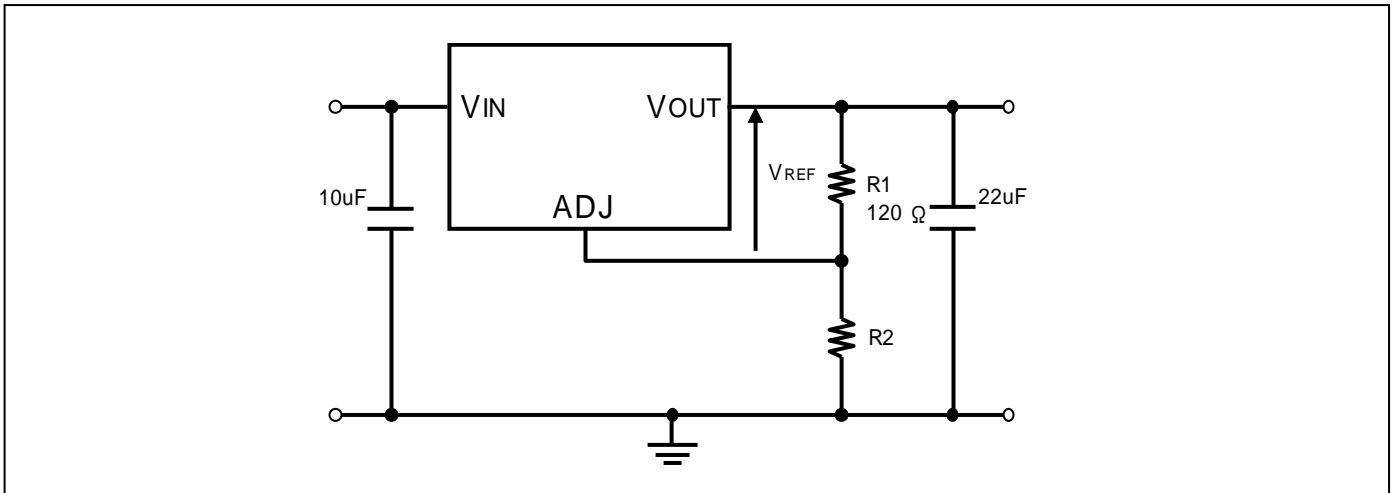 VIN
VOUT
VREF
R1
120 Ω
22uF
10uF
ADJ
R2